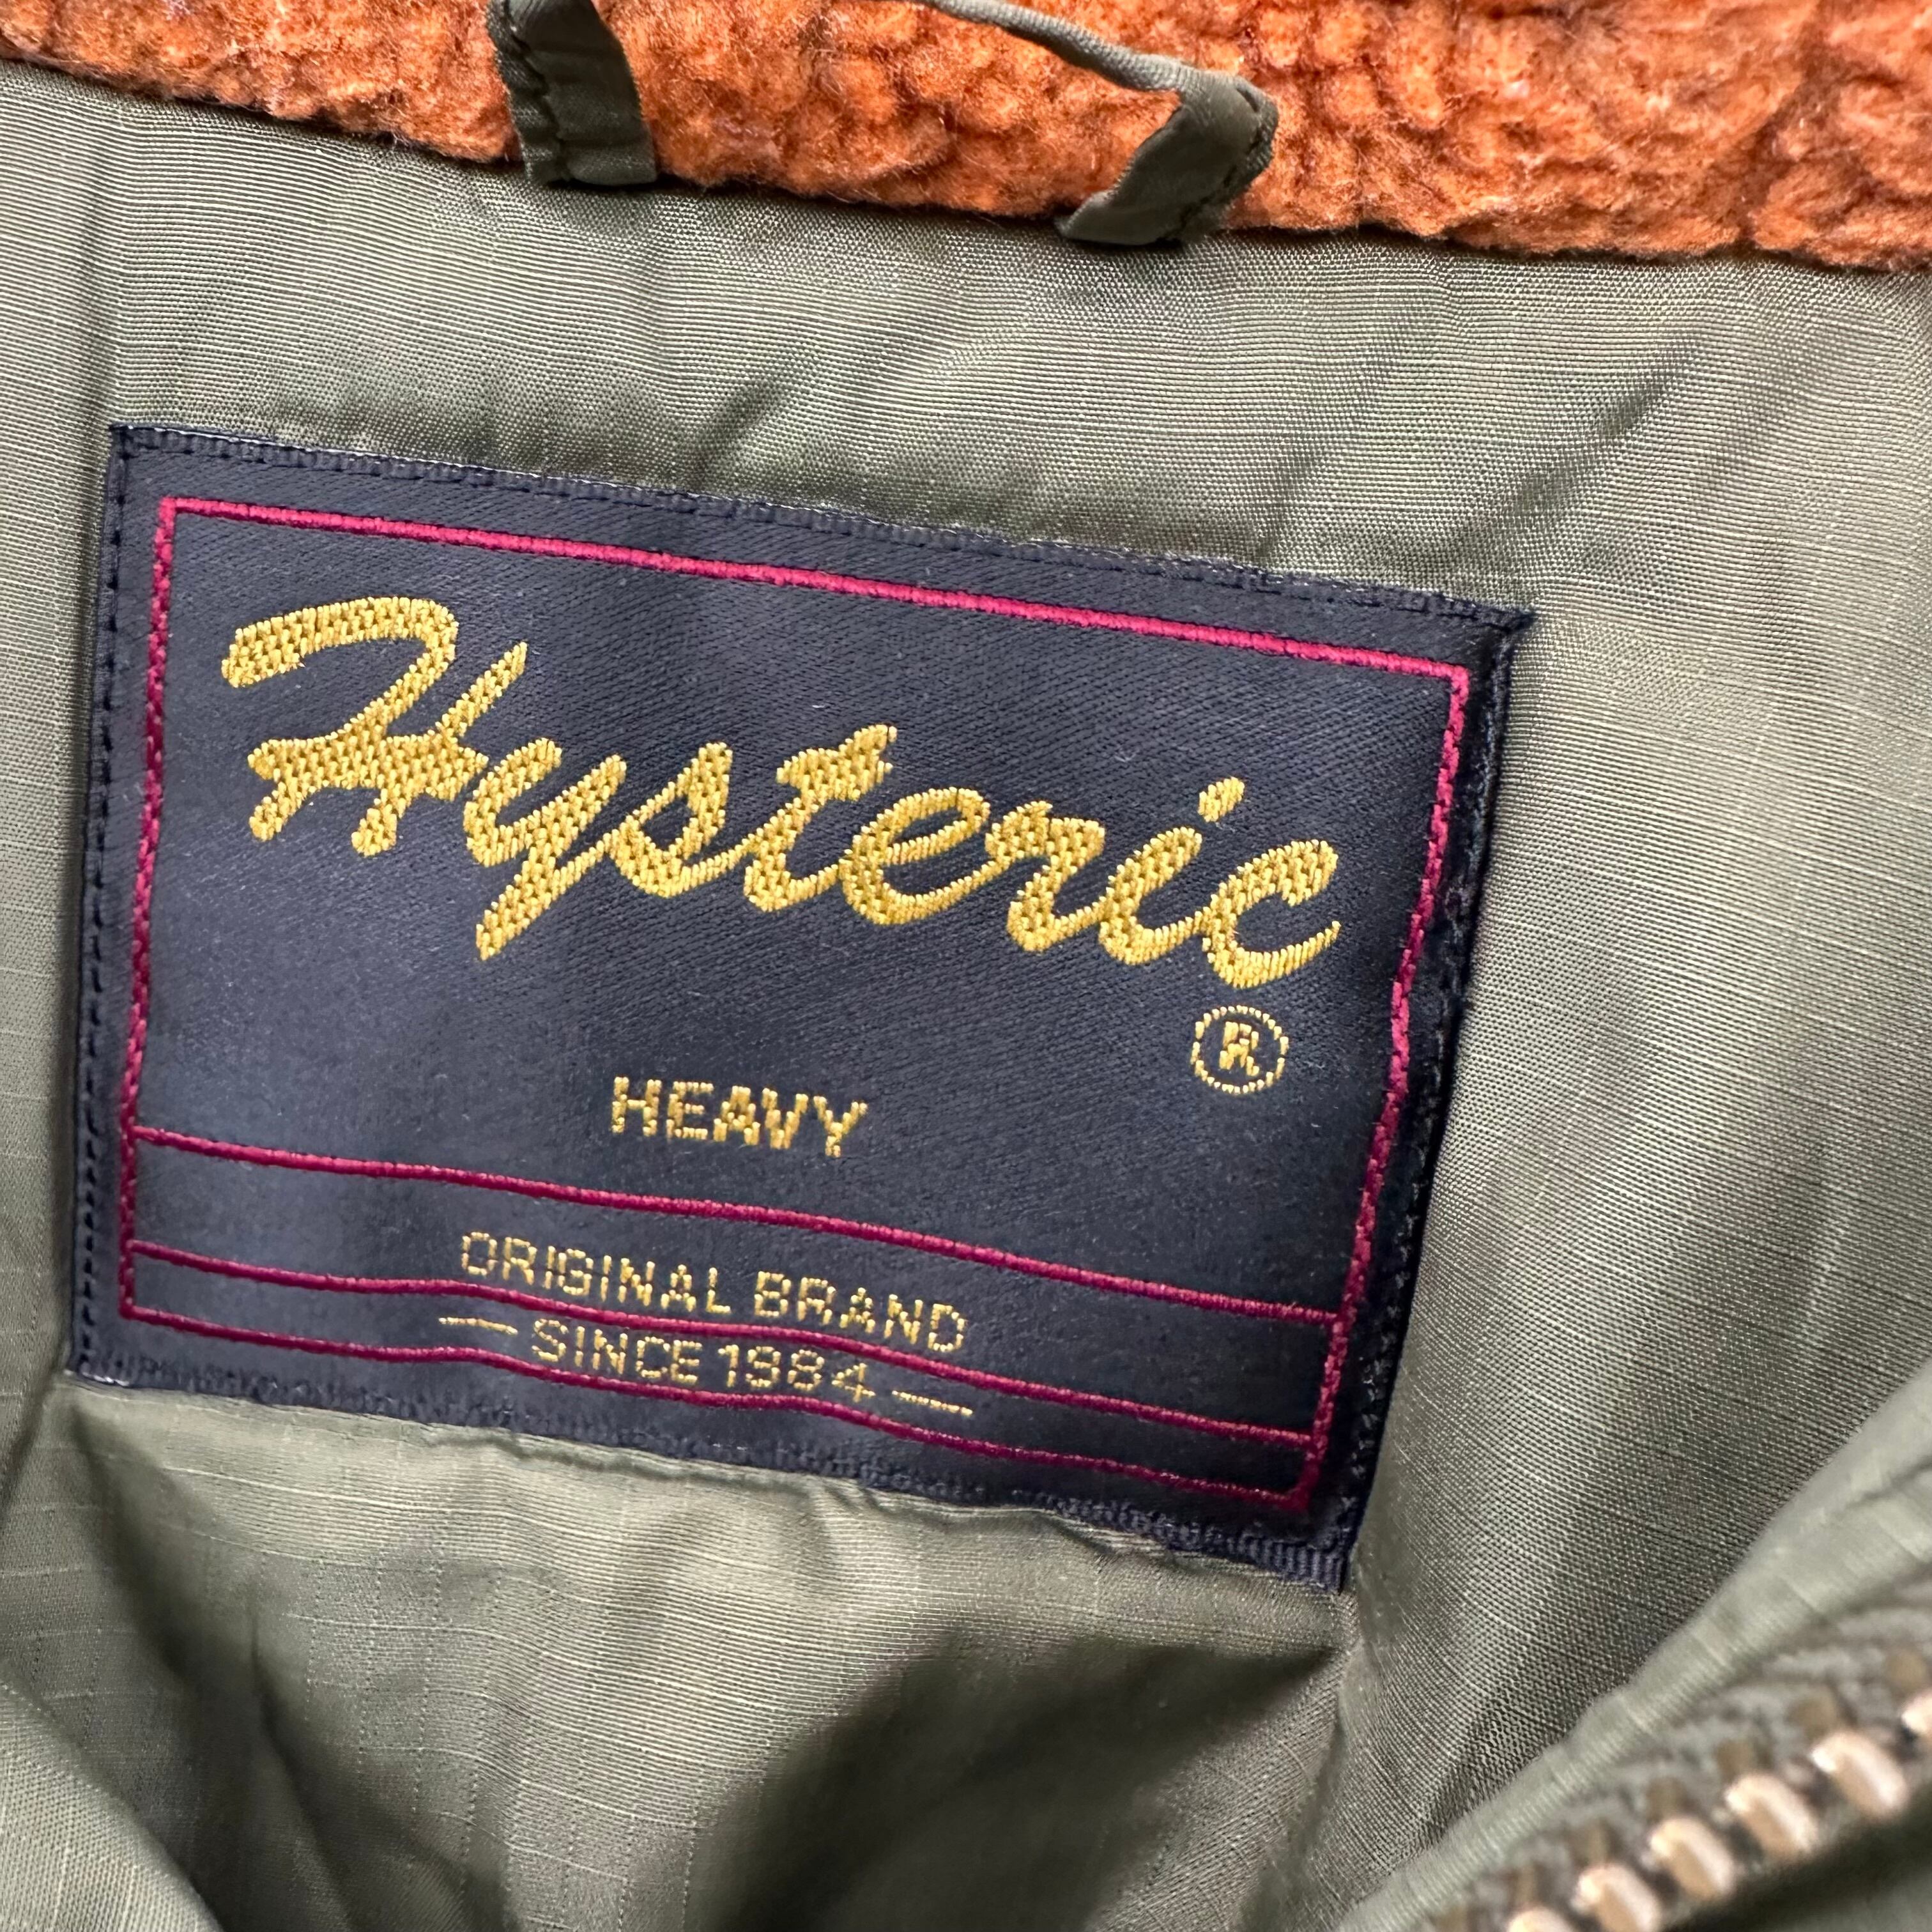 Hysteric
®
HEAVY
ORIGINAL BRAND
— SINCE 1984 —